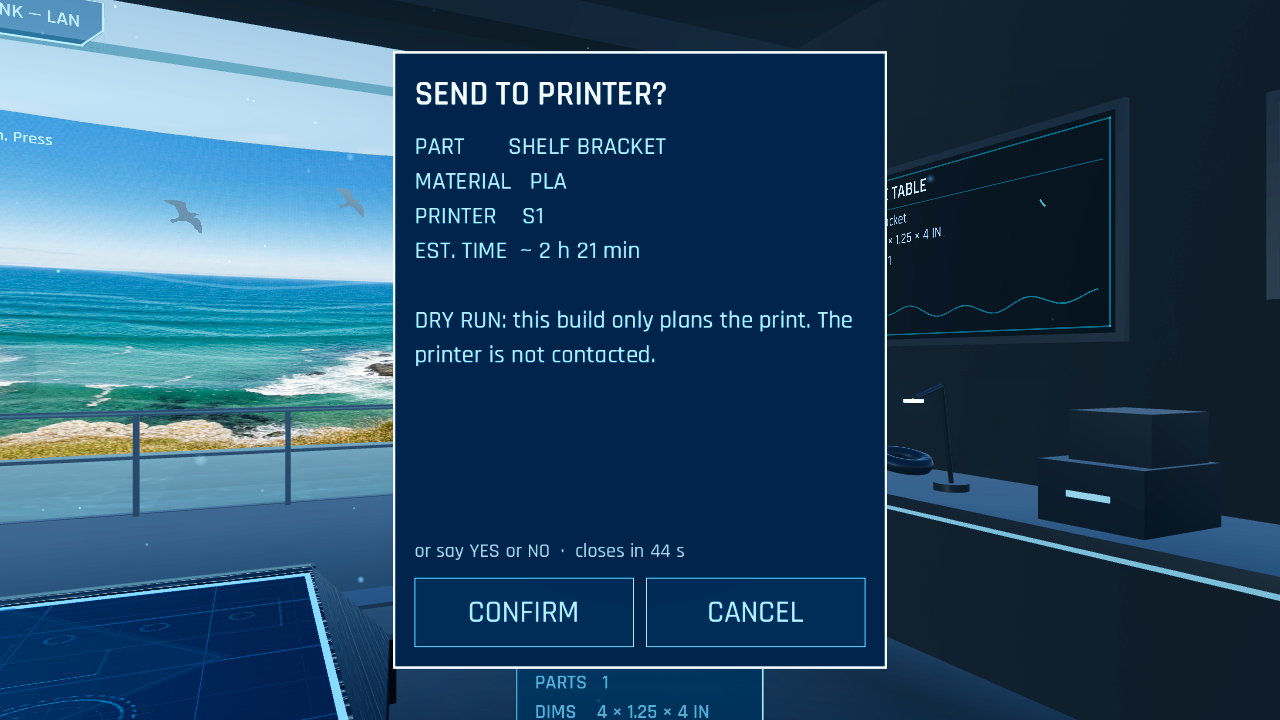 NK — LAN
n. Press
SEND TO PRINTER?
PART SHELF BRACKET
MATERIAL PLA
PRINTER S1
EST. TIME ~ 2 h 21 min
DRY RUN: this build only plans the print. The
printer is not contacted.
or say YES or NO · closes in 44 s
CONFIRM CANCEL
TABLE
cket
× 1.25 × 4 IN
1
PARTS 1
DIMS 4 × 1.25 × 4 IN